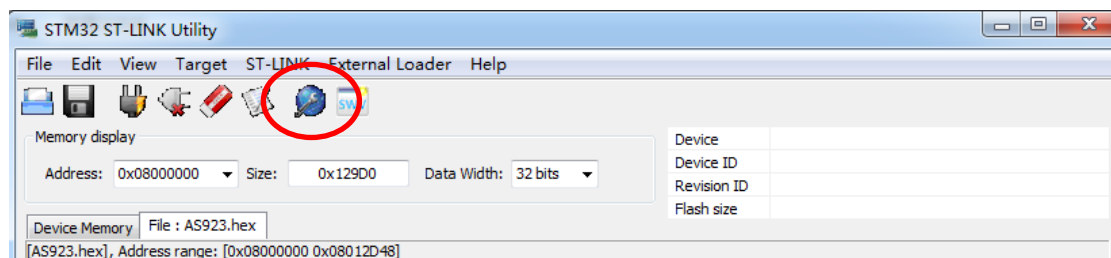 STM32 ST-LINK Utility
File Edit View Target ST-LINK External Loader Help
SWV
Memory display
Address: 0x08000000 Size: 0x129D0 Data Width: 32 bits
Device
Device ID
Revision ID
Flash size
Device Memory File : AS923.hex
[AS923.hex], Address range: [0x08000000 0x08012D48]